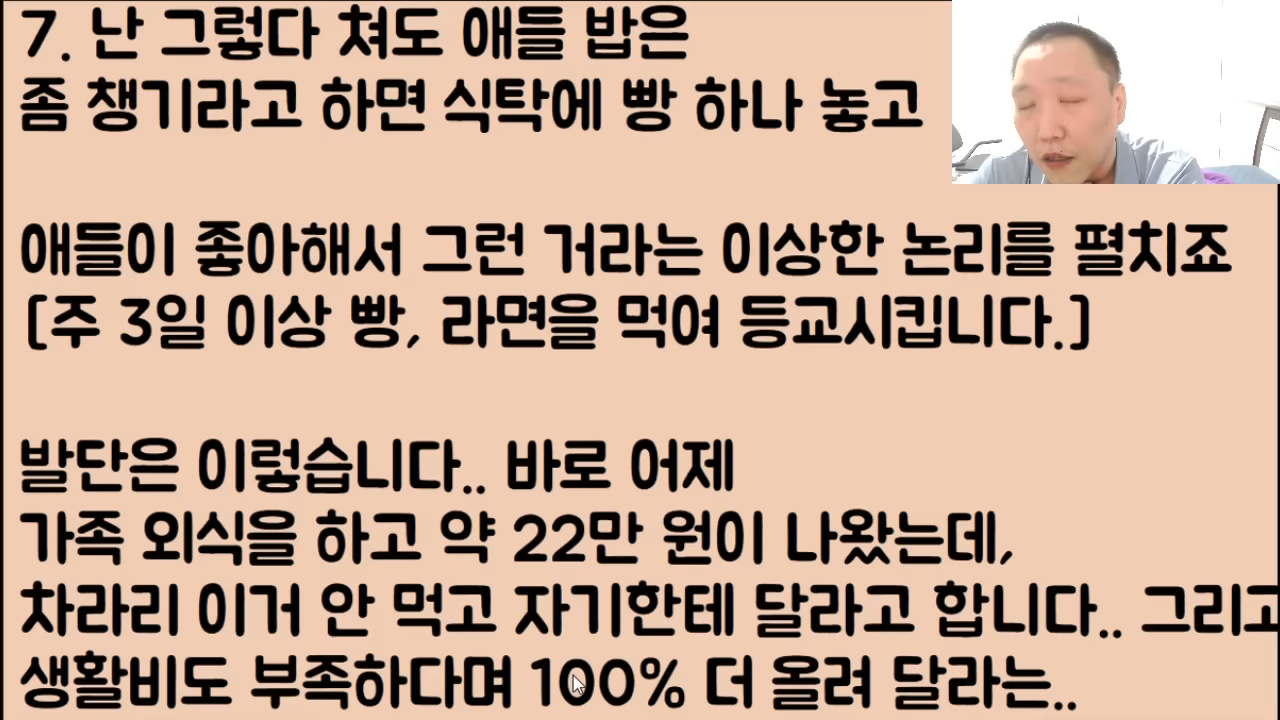 7. 난 그렇다 쳐도 애들 밥은
좀 챙기라고 하면 식탁에 빵 하나 놓고
애들이 좋아해서 그런 거라는 이상한 논리를 펼치죠
[주 3일 이상 빵, 라면을 먹여 등교시킵니다.]
발단은 이렇습니다.. 바로 어제
가족 외식을 하고 약 22만 원이 나왔는데,
차라리 이거 안 먹고 자기한테 달라고 합니다.. 그리고
생활비도 부족하다며 100% 더 올려 달라는..